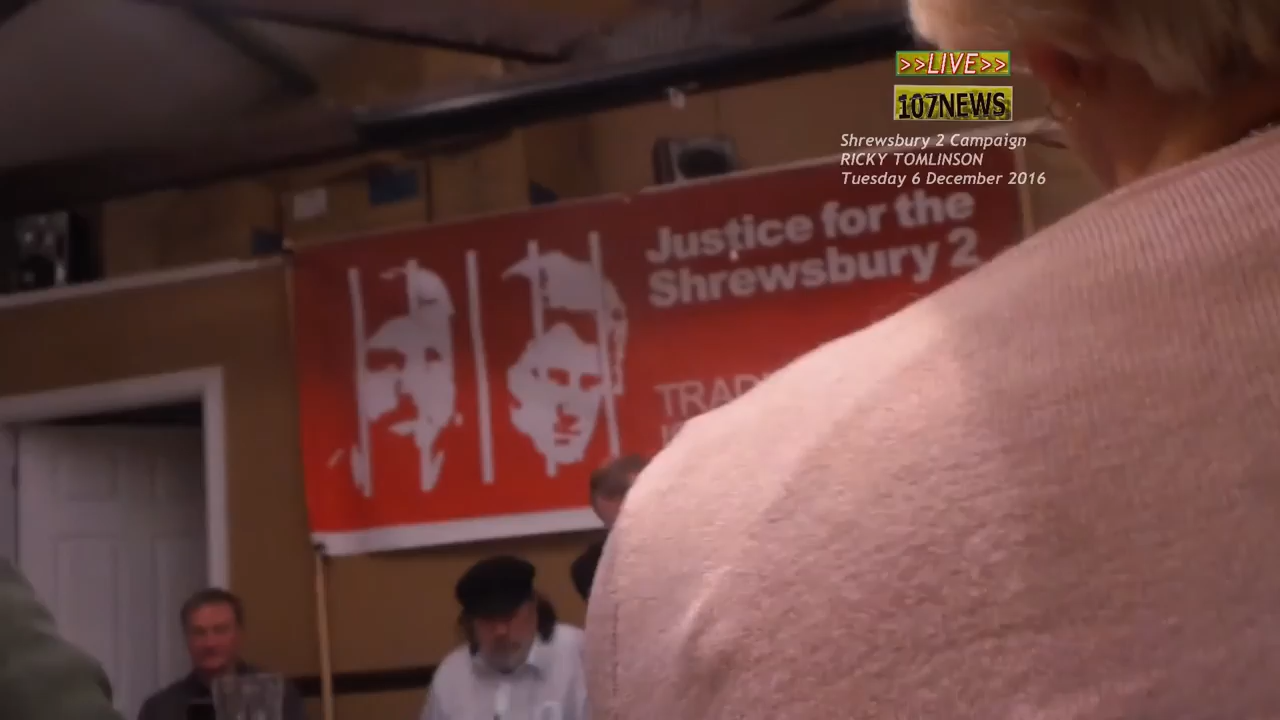 >>LIVE>>
107NEWS
Shrewsbury 2 Campaign
RICKY TOMLINSON
Tuesday 6 December 2016
Justice for the
Shrewsbury 2